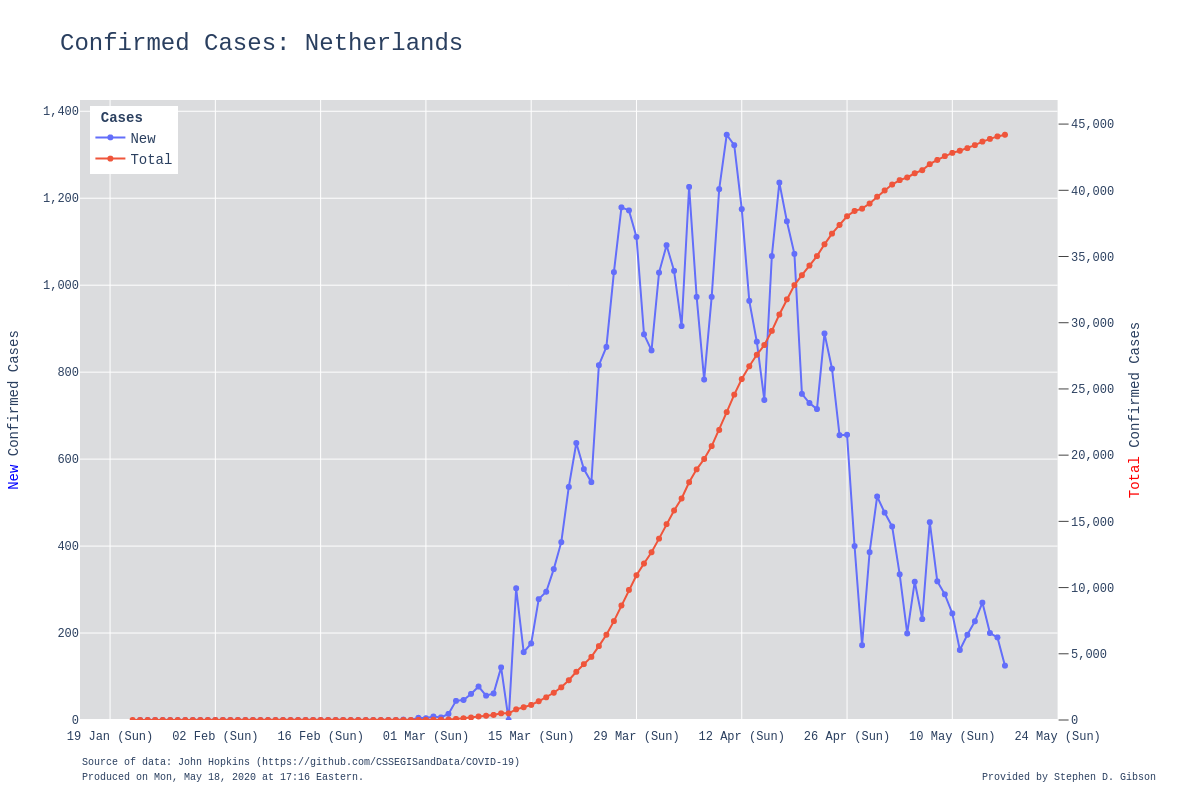 Confirmed Cases: Netherlands
Cases
New
Total
1,400
1,200
1,000
800
600
400
200
0
New Confirmed Cases
45,000
40,000
35,000
30,000
25,000
20,000
15,000
10,000
5,000
0
Total Confirmed Cases
19 Jan (Sun) 02 Feb (Sun) 16 Feb (Sun) 01 Mar (Sun) 15 Mar (Sun) 29 Mar (Sun) 12 Apr (Sun) 26 Apr (Sun) 10 May (Sun) 24 May (Sun)
Source of data: John Hopkins (https://github.com/CSSEGISandData/COVID-19)
Produced on Mon, May 18, 2020 at 17:16 Eastern.
Provided by Stephen D. Gibson